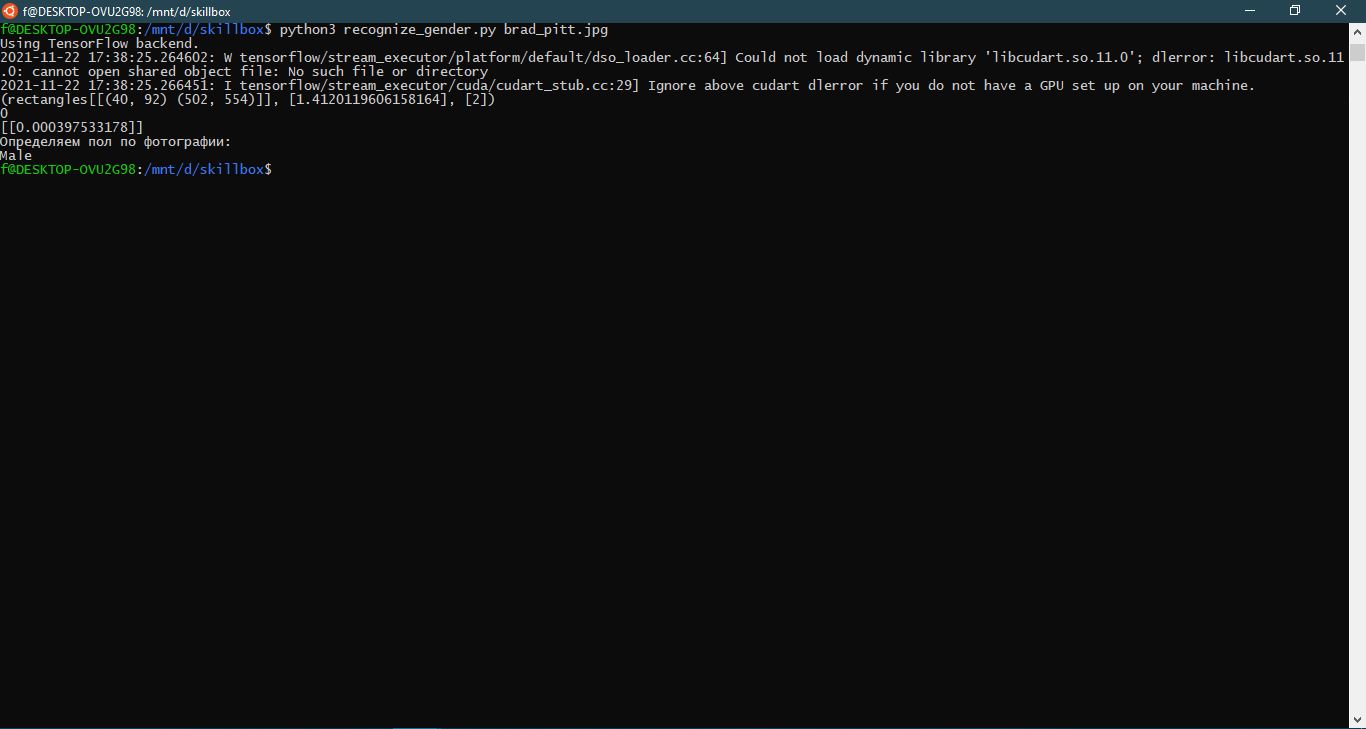 f@DESKTOP-OVU2G98: /mnt/d/skillbox
f@DESKTOP-OVU2G98:/mnt/d/skillbox$ python3 recognize_gender.py brad_pitt.jpg
Using TensorFlow backend.
2021-11-22 17:38:25.264602: W tensorflow/stream_executor/platform/default/dso_loader.cc:64] Could not load dynamic library 'libcudart.so.11.0'; dlerror: libcudart.so.11
.0: cannot open shared object file: No such file or directory
2021-11-22 17:38:25.266451: I tensorflow/stream_executor/cuda/cudart_stub.cc:29] Ignore above cudart dlerror if you do not have a GPU set up on your machine.
(rectangles[[(40, 92) (502, 554)]], [1.4120119606158164], [2])
0
[[0.000397533178]]
Определяем пол по фотографии:
Male
f@DESKTOP-OVU2G98:/mnt/d/skillbox$